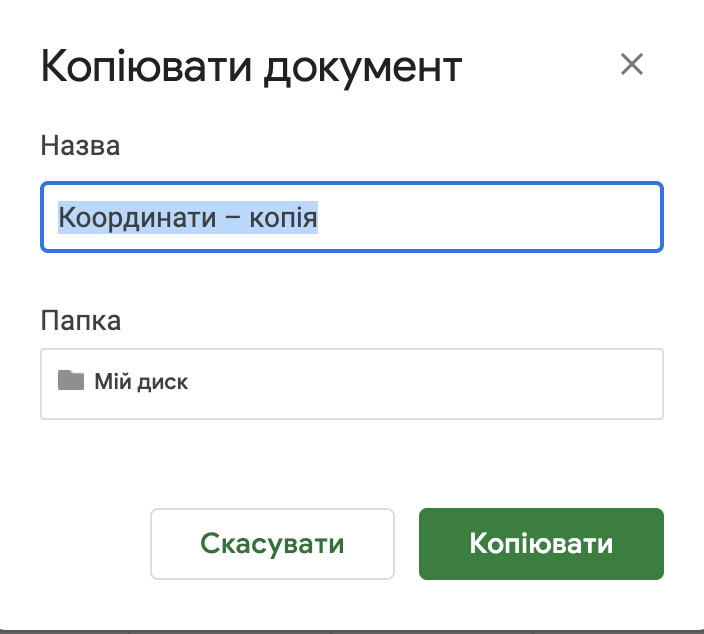 Копіювати документ
Назва
Координати – копія
Папка
Мій диск
Скасувати
Копіювати